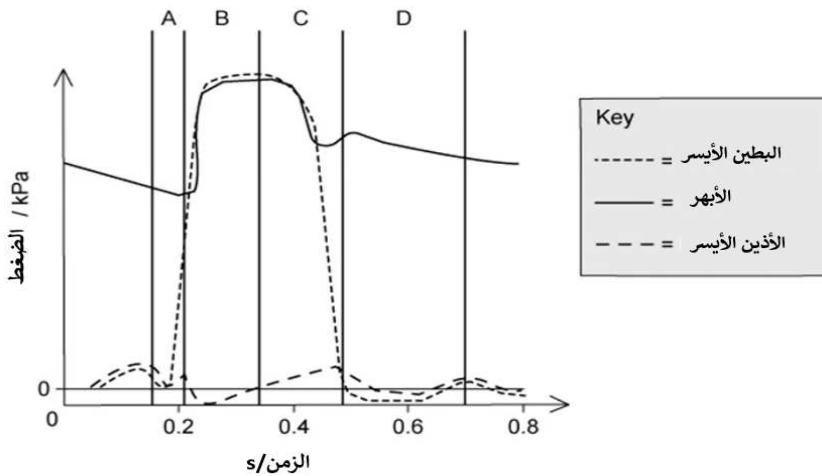 A B C D
الضغط / kPa
0
0 0.2 0.4 0.6 0.8
الزمن/s
Key
= البطين الأيسر
= الأبهر
= الأذين الأيسر